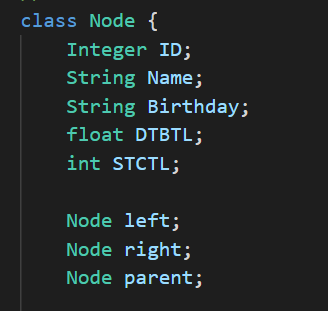 class Node {
Integer ID;
String Name;
String Birthday;
float DTBTL;
int STCTL;
Node left;
Node right;
Node parent;